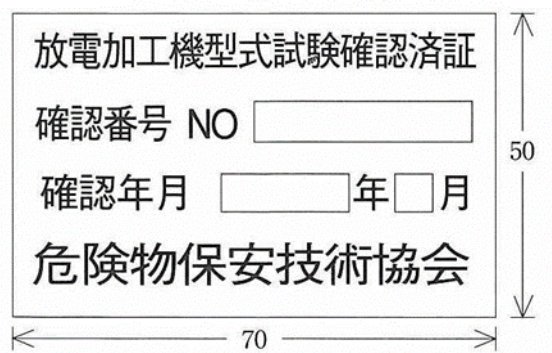 放電加工機型式試験確認済証
確認番号 NO
確認年月 年 月
危険物保安技術協会
50
70